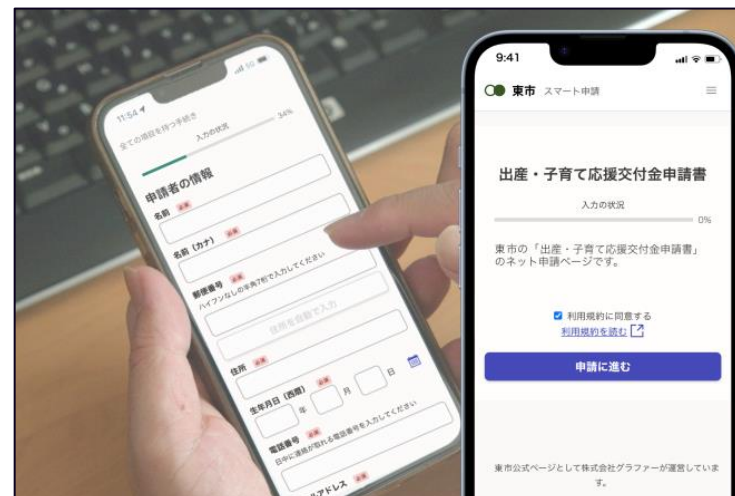 11:54
5G
全ての項目を持つ手続き
入力の状況
34%
申請者の情報
名前 必須
名前（カナ） 必須
郵便番号 必須
ハイフンなしの半角7桁で入力してください
住所を自動で入力
住所 必須
生年月日（西暦） 必須
年 月 日
電話番号 必須
日中に連絡が取れる電話番号を入力してください
ルアドレス 必須
9:41
東市 スマート申請
出産・子育て応援交付金申請書
入力の状況
0%
東市の「出産・子育て応援交付金申請書」
のネット申請ページです。
利用規約に同意する
利用規約を読む
申請に進む
東市公式ページとして株式会社グラファーが運営していま
す。